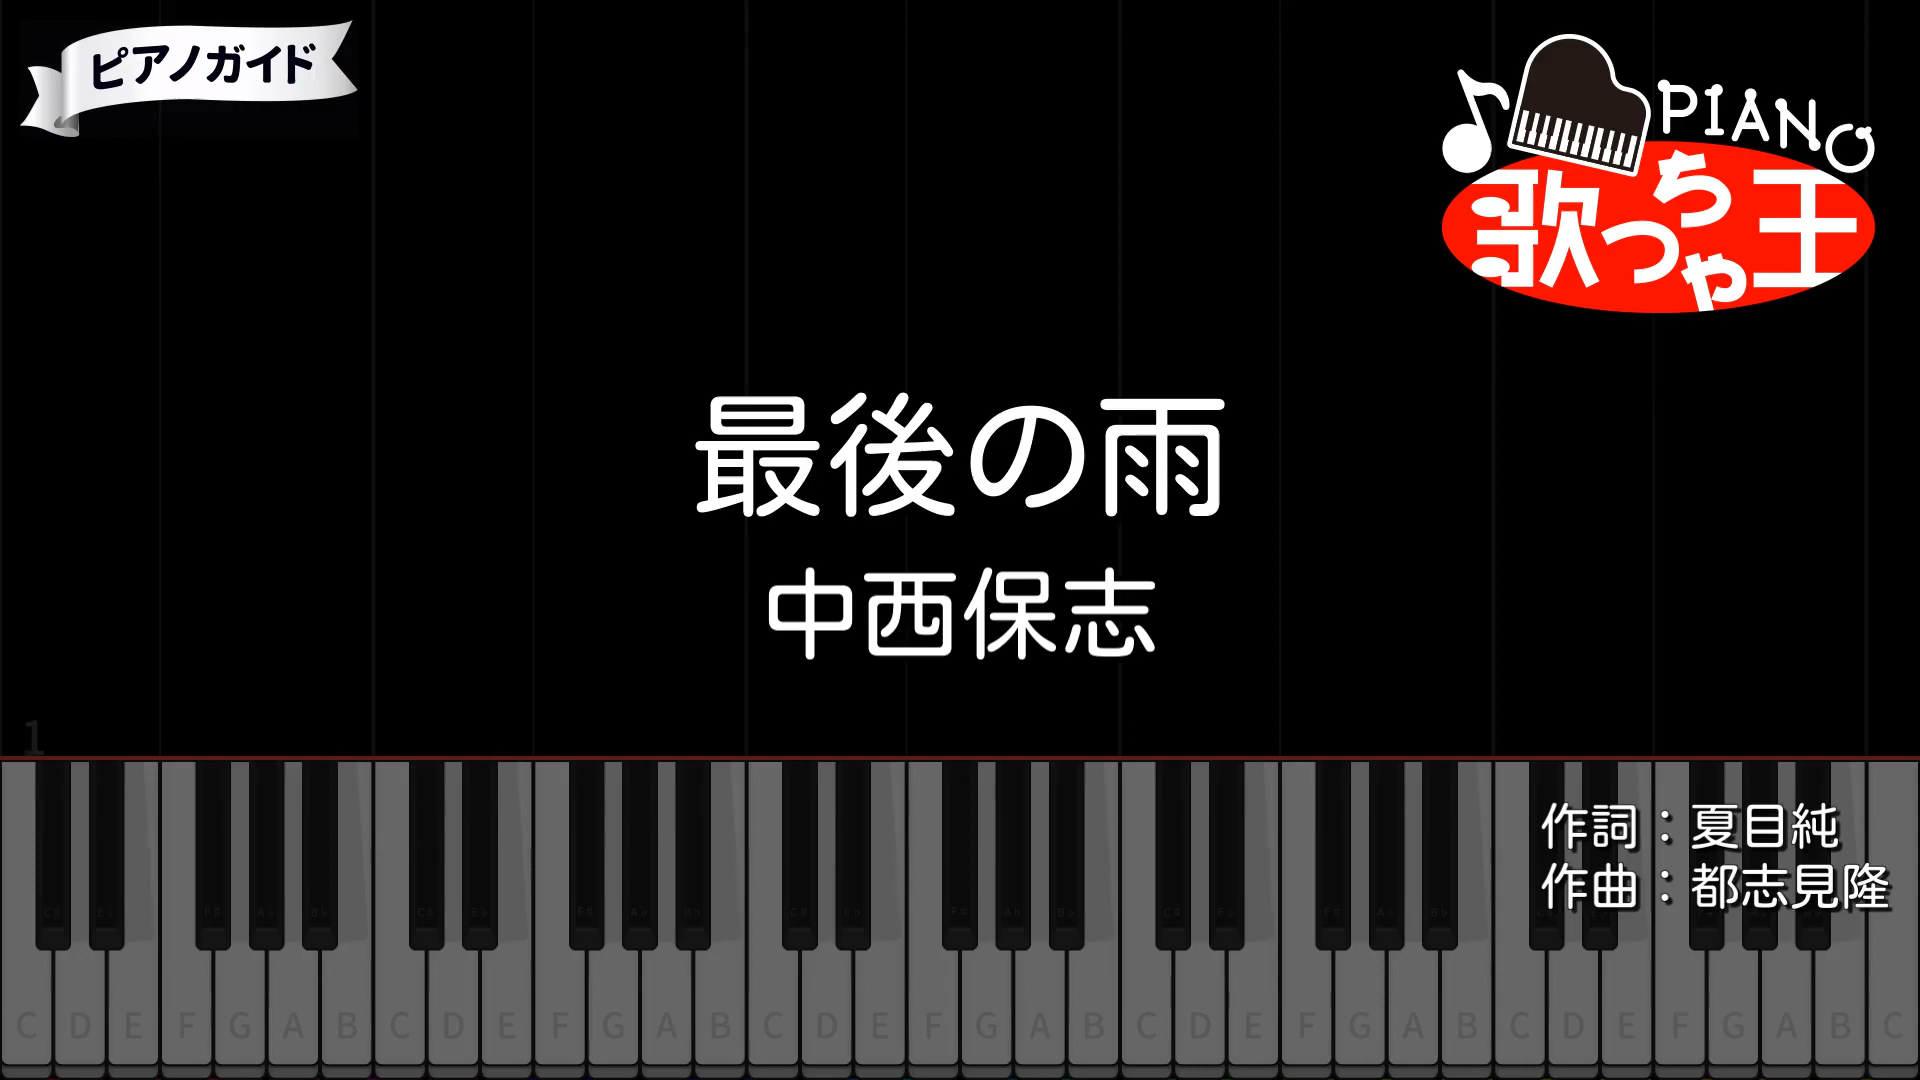 ピアノガイド
PIANO
歌っちゃ王
最後の雨
中西保志
1
作詞：夏目純
作曲：都志見隆
C# E♭ F# A♭ B♭ C# E♭ F# A♭ B♭ C# E♭ F# A♭ B♭ C# E♭ F# A♭ B♭
C D E F G A B C D E F G A B C D E F G A B C D E F G A B C D E F G A B C